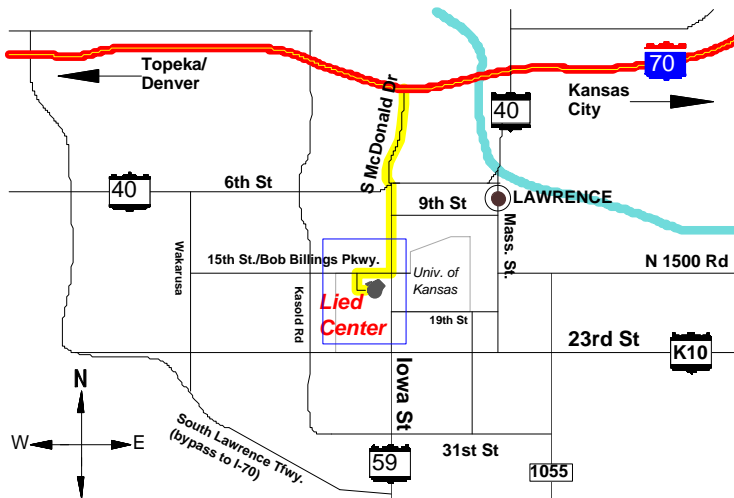 70
Topeka/
Denver
Kansas
City
S McDonald Dr
40
40
6th St
LAWRENCE
9th St
Mass. St.
Wakarusa
15th St./Bob Billings Pkwy.
N 1500 Rd
Univ. of
Kansas
Kasold Rd
Lied
Center
19th St
23rd St
K10
Iowa St
N
W
E
S
South Lawrence Tfwy.
(bypass to I-70)
31st St
59
1055